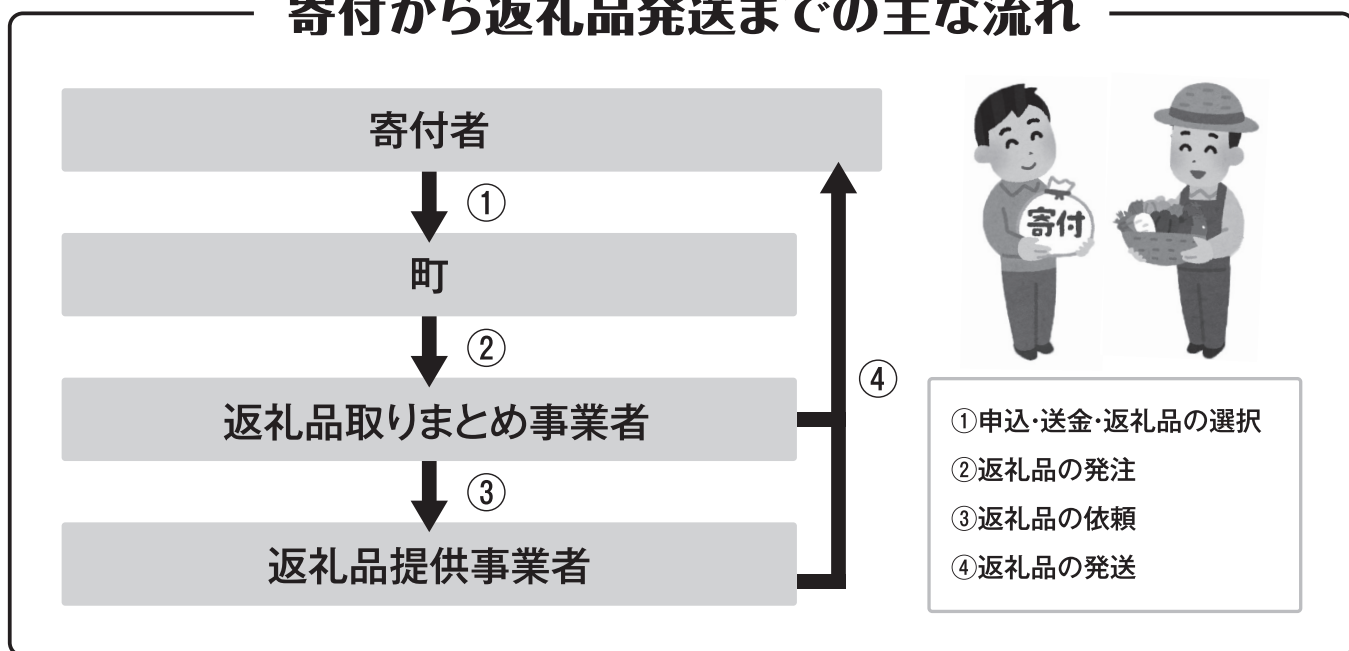 寄付から返礼品発送までの主な流れ
寄付者
①
町
②
返礼品取りまとめ事業者
③
返礼品提供事業者
④
寄付
①申込・送金・返礼品の選択
②返礼品の発注
③返礼品の依頼
④返礼品の発送